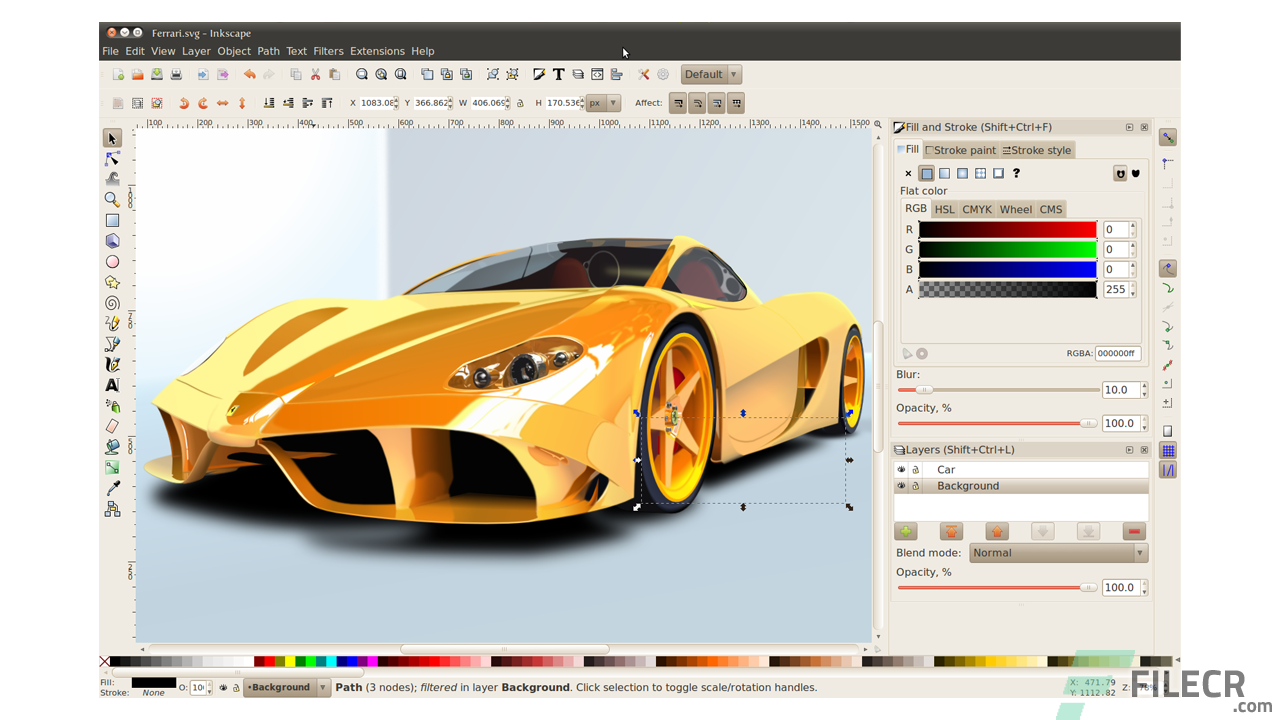 Ferrari.svg - Inkscape
File Edit View Layer Object Path Text Filters Extensions Help
Default
X 1083.08 Y 366.862 W 406.069 H 170.536 px Affect:
100 200 300 400 500 600 700 800 900 1000 1100 1200 1300 1400 1500
Fill and Stroke (Shift+Ctrl+F)
Fill Stroke paint Stroke style
?
Flat color
RGB HSL CMYK Wheel CMS
R 0
G 0
B 0
A 255
RGBA: 000000ff
Blur:
10.0
Opacity, %
100.0
Layers (Shift+Ctrl+L)
Car
Background
Blend mode: Normal
Opacity, %
100.0
Fill:
Stroke: None
O: 10
•Background
Path (3 nodes); filtered in layer Background. Click selection to toggle scale/rotation handles.
X: 471.79
Y: 1112.82
Z:
FILECR
.com